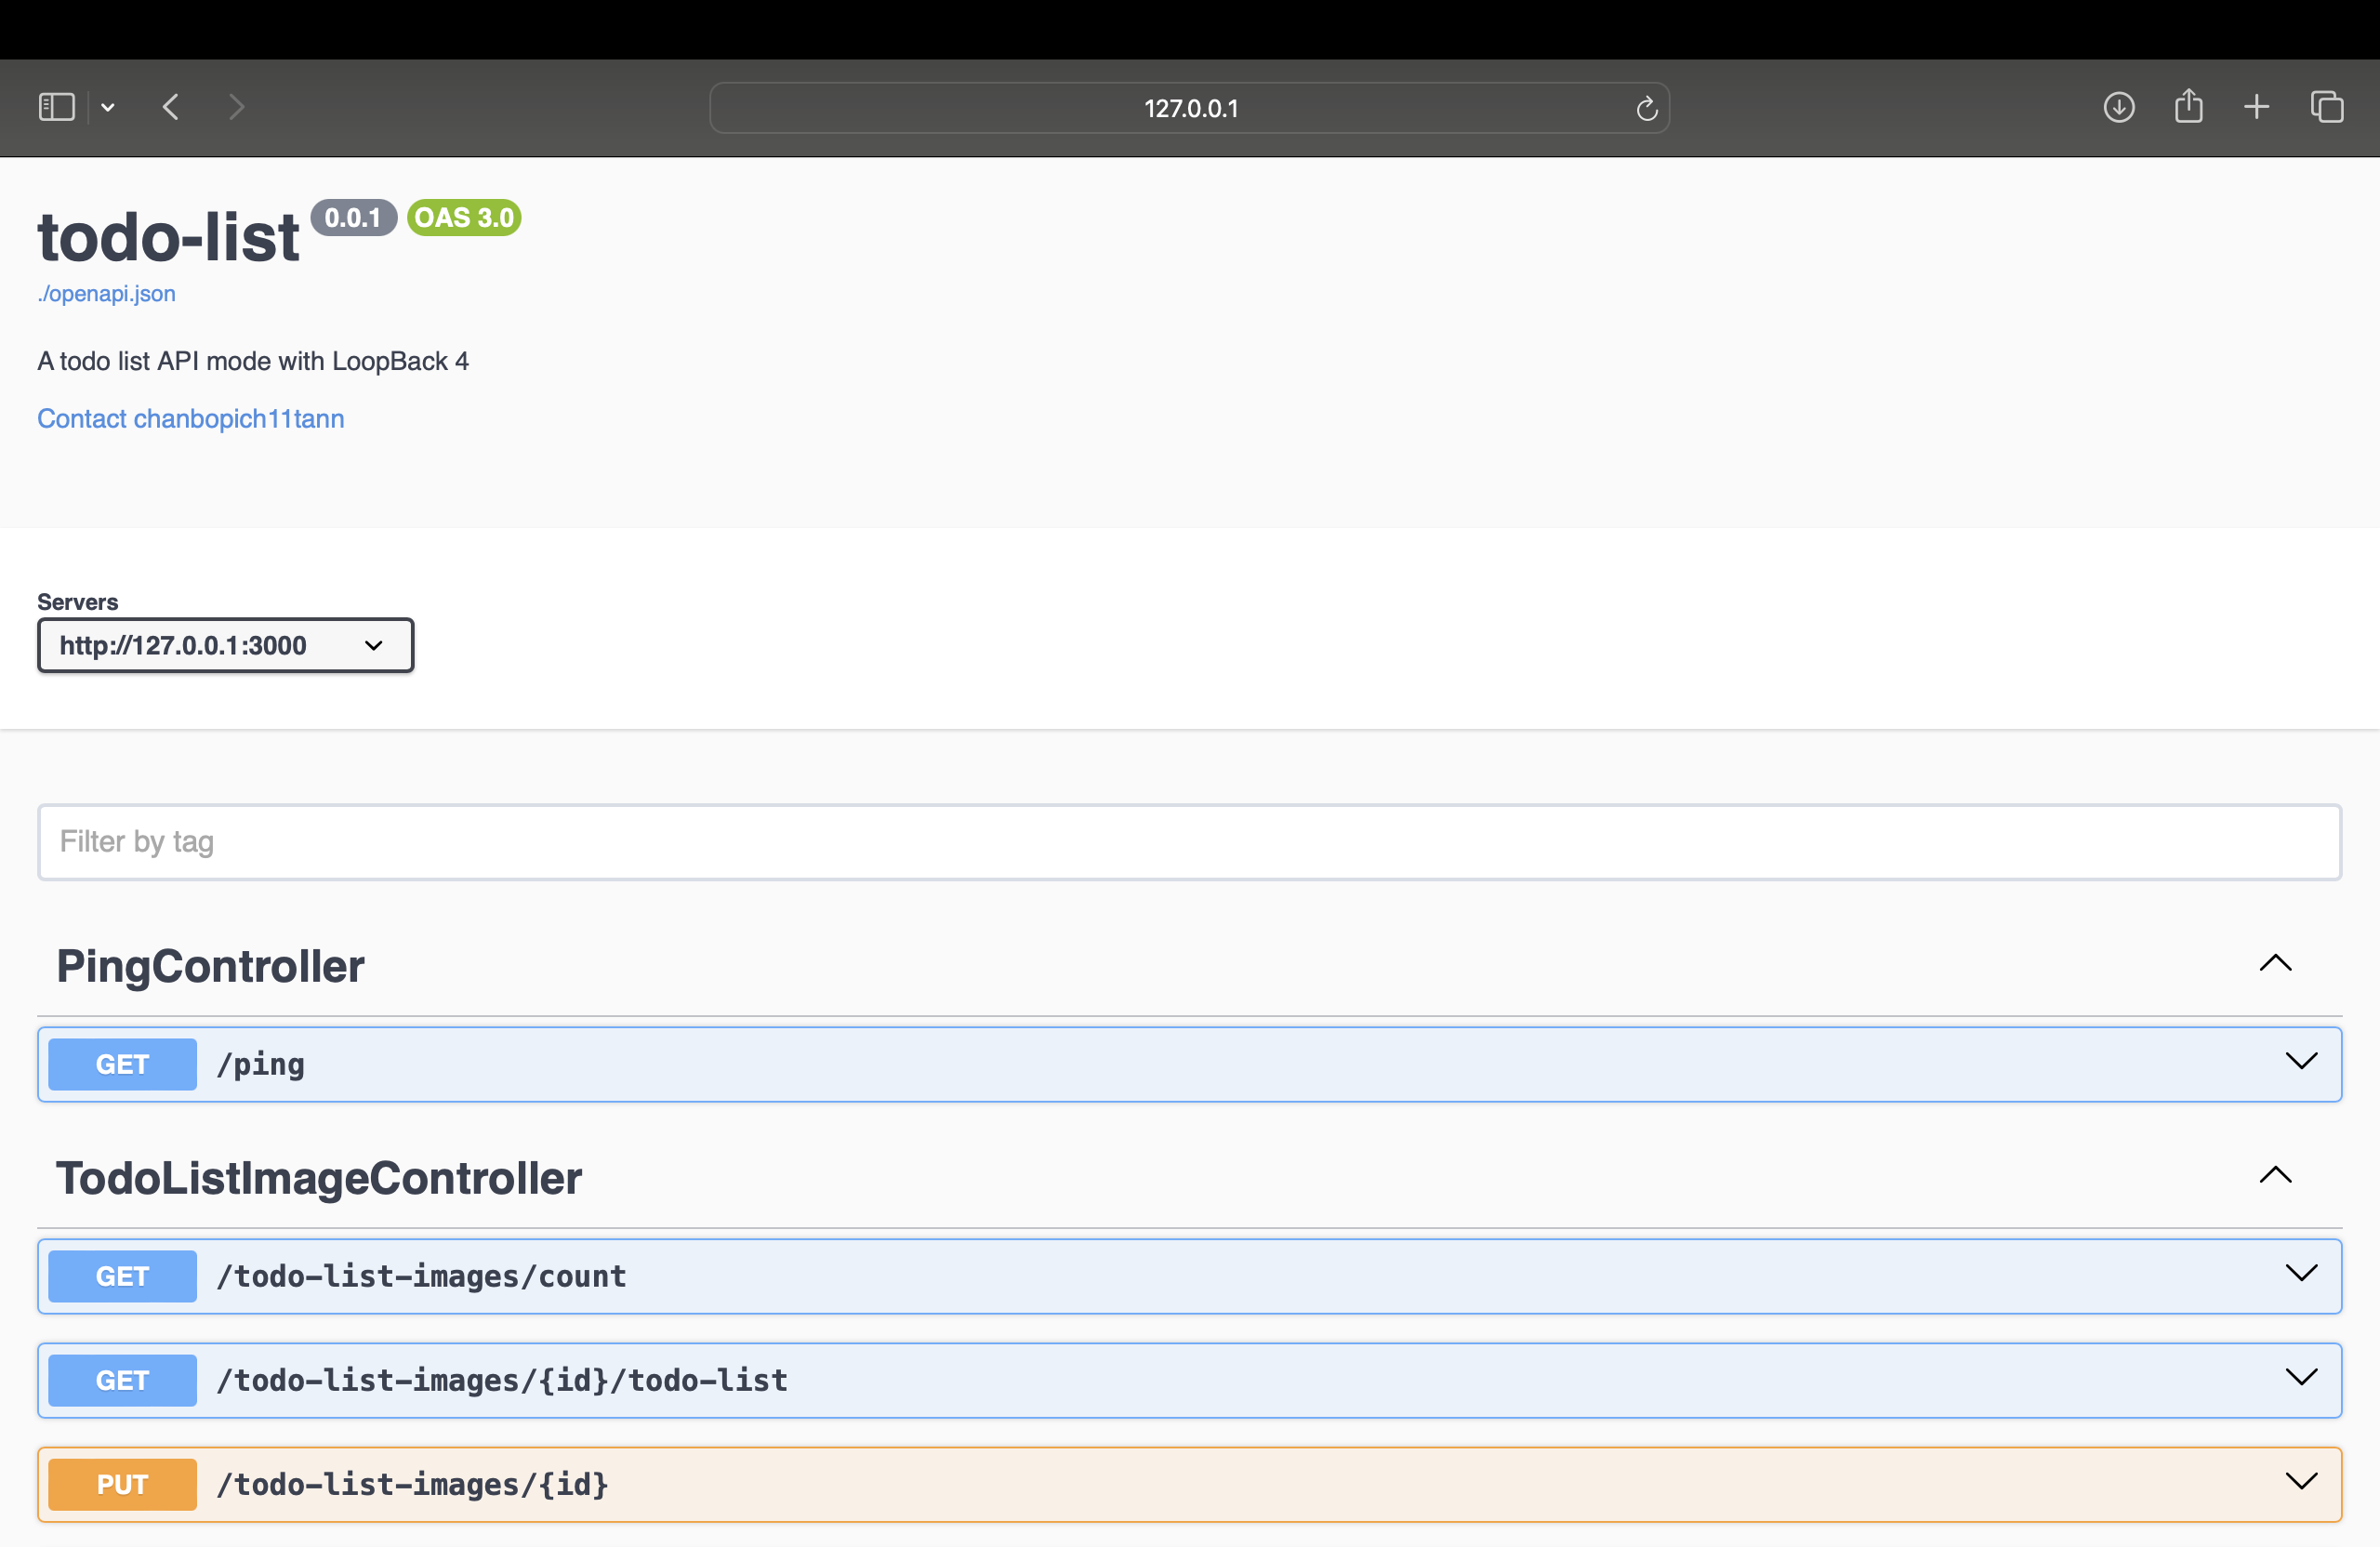 127.0.0.1
todo-list 0.0.1 OAS 3.0
./openapi.json
A todo list API mode with LoopBack 4
Contact chanbopich11tann
Servers
http://127.0.0.1:3000
Filter by tag
PingController
GET /ping
TodoListImageController
GET /todo-list-images/count
GET /todo-list-images/{id}/todo-list
PUT /todo-list-images/{id}